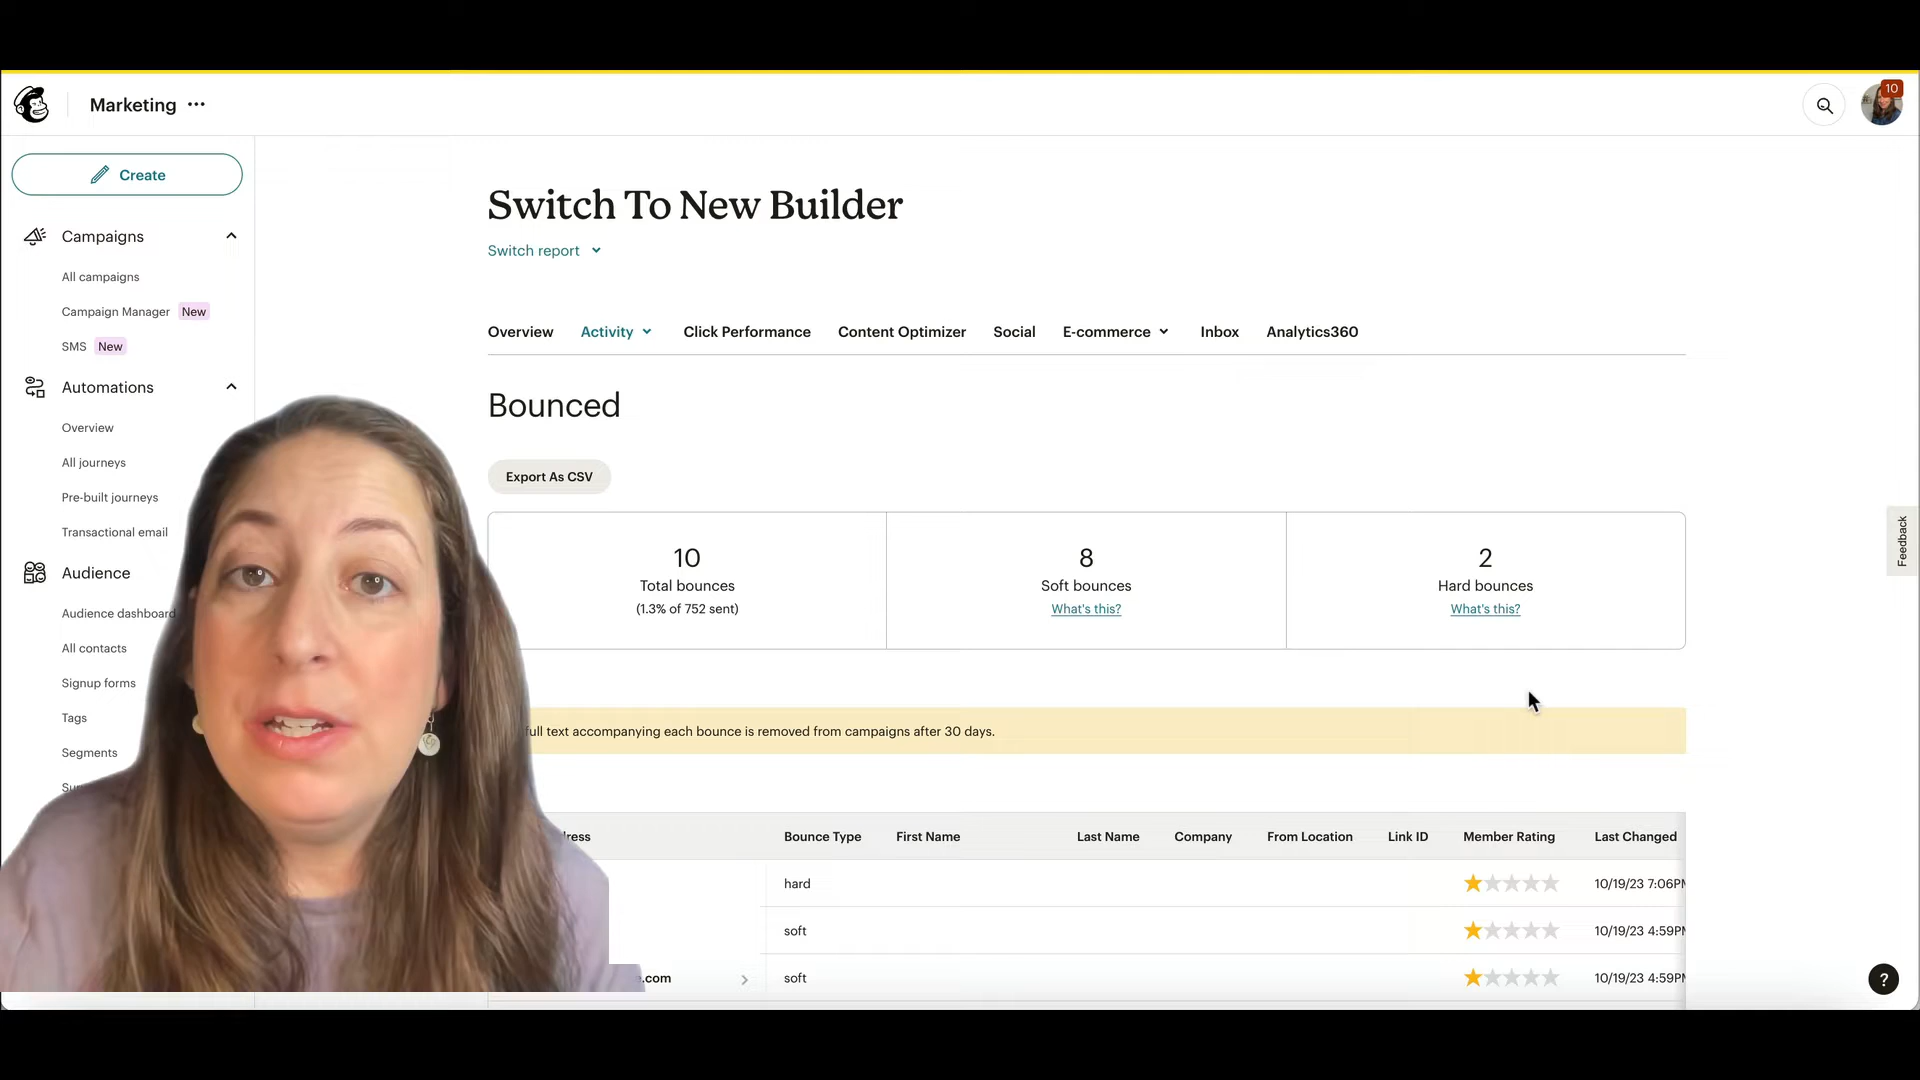 Marketing ...
10
Create
Switch To New Builder
Switch report
Campaigns
All campaigns
Campaign Manager New
SMS New
Automations
Overview
All journeys
Pre-built journeys
Transactional email
Audience
Audience dashboard
All contacts
Signup forms
Tags
Segments
Overview Activity Click Performance Content Optimizer Social E-commerce Inbox Analytics360
Bounced
Export As CSV
10
Total bounces
(1.3% of 752 sent)
8
Soft bounces
What's this?
2
Hard bounces
What's this?
Feedback
full text accompanying each bounce is removed from campaigns after 30 days.
Bounce Type First Name Last Name Company From Location Link ID Member Rating Last Changed
hard 10/19/23 7:06PM
soft 10/19/23 4:59PM
.com soft 10/19/23 4:59PM
?